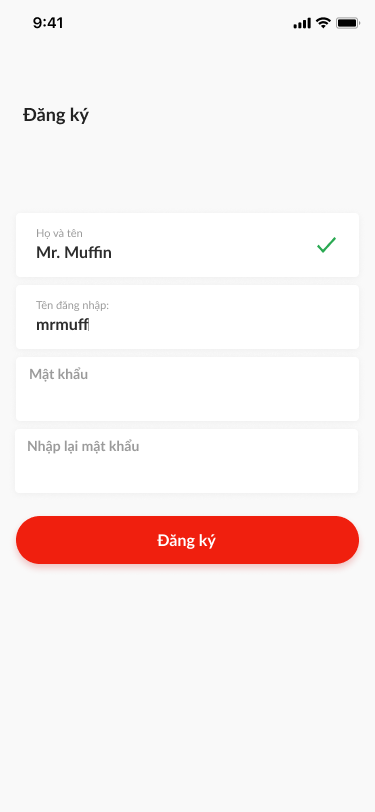 9:41
Đăng ký
Họ và tên
Mr. Muffin
Tên đăng nhập:
mrmuff
Mật khẩu
Nhập lại mật khẩu
Đăng ký